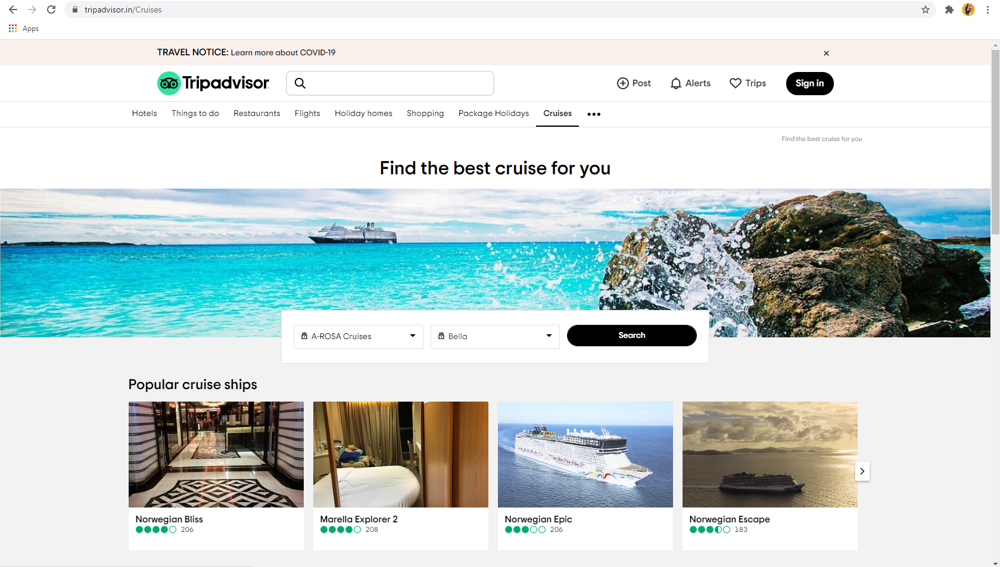 tripadvisor.in/Cruises
Apps
TRAVEL NOTICE: Learn more about COVID-19
Tripadvisor
Post
Alerts
Trips
Sign in
Hotels
Things to do
Restaurants
Flights
Holiday homes
Shopping
Package Holidays
Cruises
Find the best cruise for you
Find the best cruise for you
A-ROSA Cruises
Bella
Search
Popular cruise ships
Norwegian Bliss
206
Marella Explorer 2
208
Norwegian Epic
206
Norwegian Escape
183